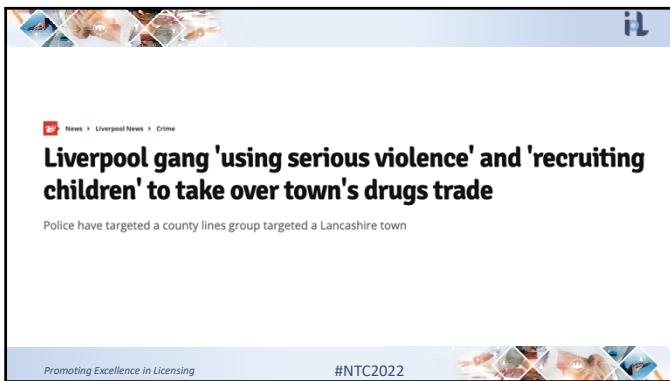 ioL
News Liverpool News Crime
Liverpool gang 'using serious violence' and 'recruiting
children' to take over town's drugs trade
Police have targeted a county lines group targeted a Lancashire town
Promoting Excellence in Licensing #NTC2022